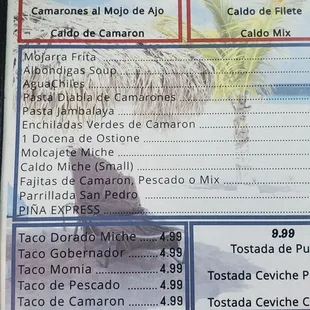 Camarones al Mojo de Ajo
Caldo de Filete
Caldo de Camaron
Caldo Mix
Mojarra Frita
Albondigas Soup
AguaChiles
Pasta Diabla de Camarones
Pasta Jambalaya
Enchiladas Verdes de Camaron
1 Docena de Ostione
Molcajete Miche
Caldo Miche (Small)
Fajitas de Camaron, Pescado o Mix
Parrillada San Pedro
PIÑA EXPRESS
Taco Dorado Miche ..... 4.99
Taco Gobernador ..... 4.99
Taco Momia ..... 4.99
Taco de Pescado ..... 4.99
Taco de Camaron ..... 4.99
9.99
Tostada de Pu
Tostada Ceviche P
Tostada Ceviche C